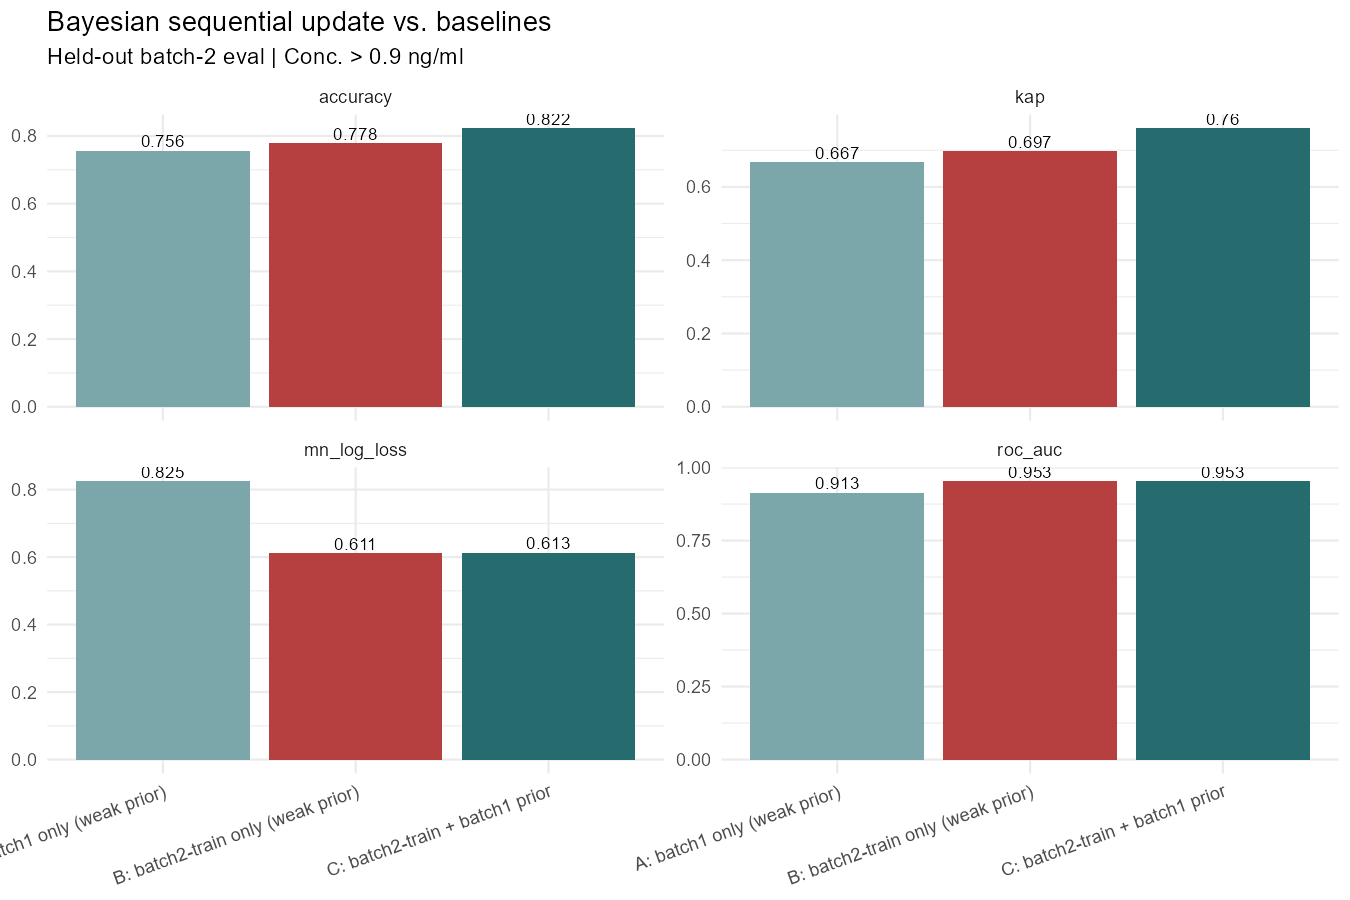 Bayesian sequential update vs. baselines
Held-out batch-2 eval | Conc. > 0.9 ng/ml
accuracy
0.8
0.6
0.4
0.2
0.0
0.756
0.778
0.822
kap
0.6
0.4
0.2
0.0
0.667
0.697
0.76
mn_log_loss
0.8
0.6
0.4
0.2
0.0
0.825
0.611
0.613
roc_auc
1.00
0.75
0.50
0.25
0.00
0.913
0.953
0.953
tch1 only (weak prior)
B: batch2-train only (weak prior)
C: batch2-train + batch1 prior
A: batch1 only (weak prior)
B: batch2-train only (weak prior)
C: batch2-train + batch1 prior